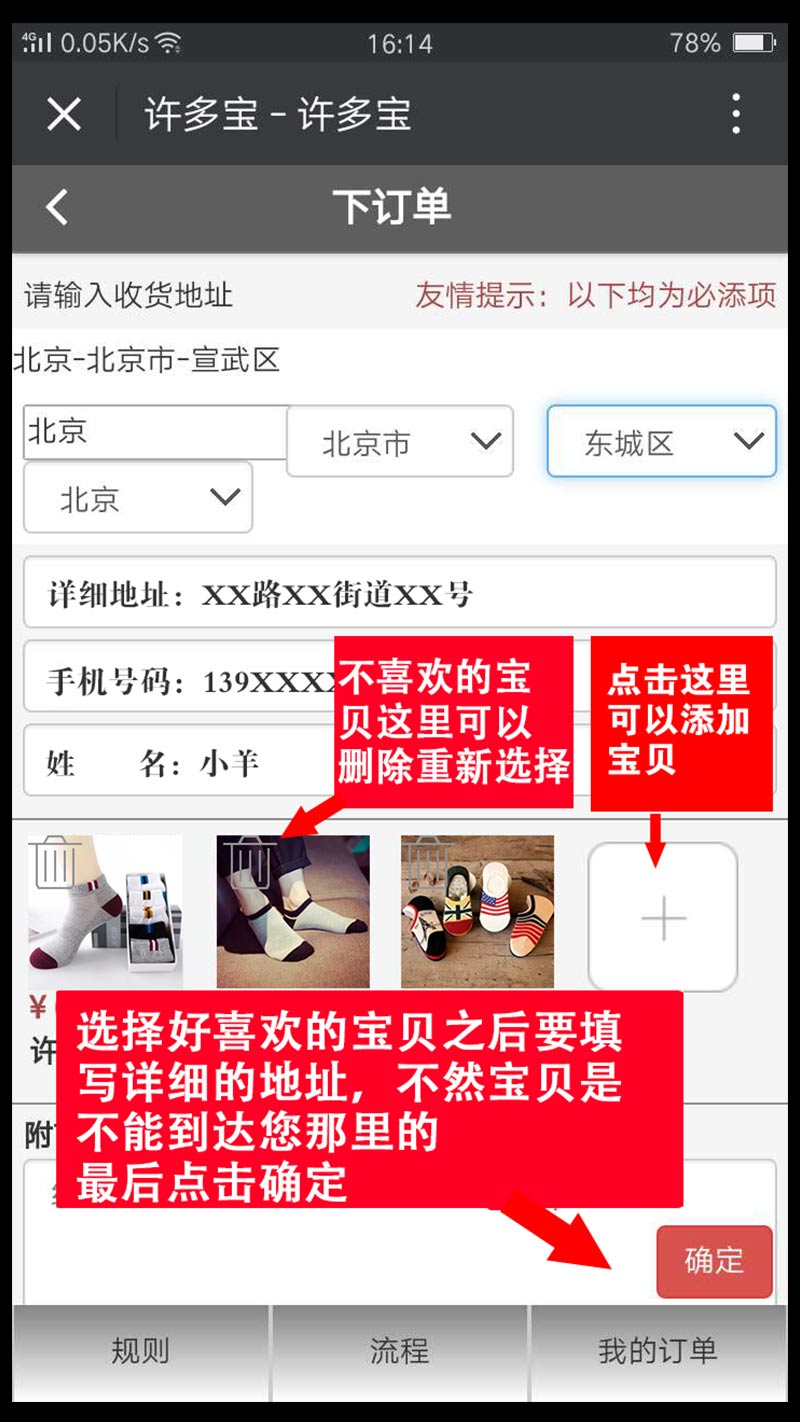 4G 0.05K/s 16:14 78%
许多宝 - 许多宝
下订单
请输入收货地址 友情提示：以下均为必添项
北京-北京市-宣武区
北京 北京市 东城区
北京
详细地址：XX路XX街道XX号
手机号码：139XXXX
姓 名：小羊
不喜欢的宝
贝这里可以
删除重新选择
点击这里
可以添加
宝贝
¥
许
选择好喜欢的宝贝之后要填
写详细的地址，不然宝贝是
不能到达您那里的
最后点击确定
附
确定
规则 流程 我的订单